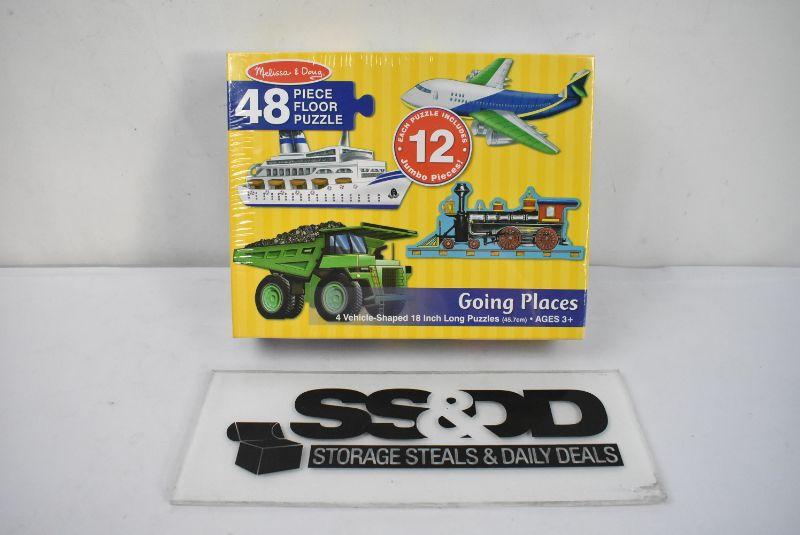 Melissa & Doug
48 PIECE
FLOOR
PUZZLE
EACH PUZZLE INCLUDES
12
Jumbo Pieces!
Going Places
4 Vehicle-Shaped 18 Inch Long Puzzles (45.7cm) • AGES 3+
SS&DD
STORAGE STEALS & DAILY DEALS